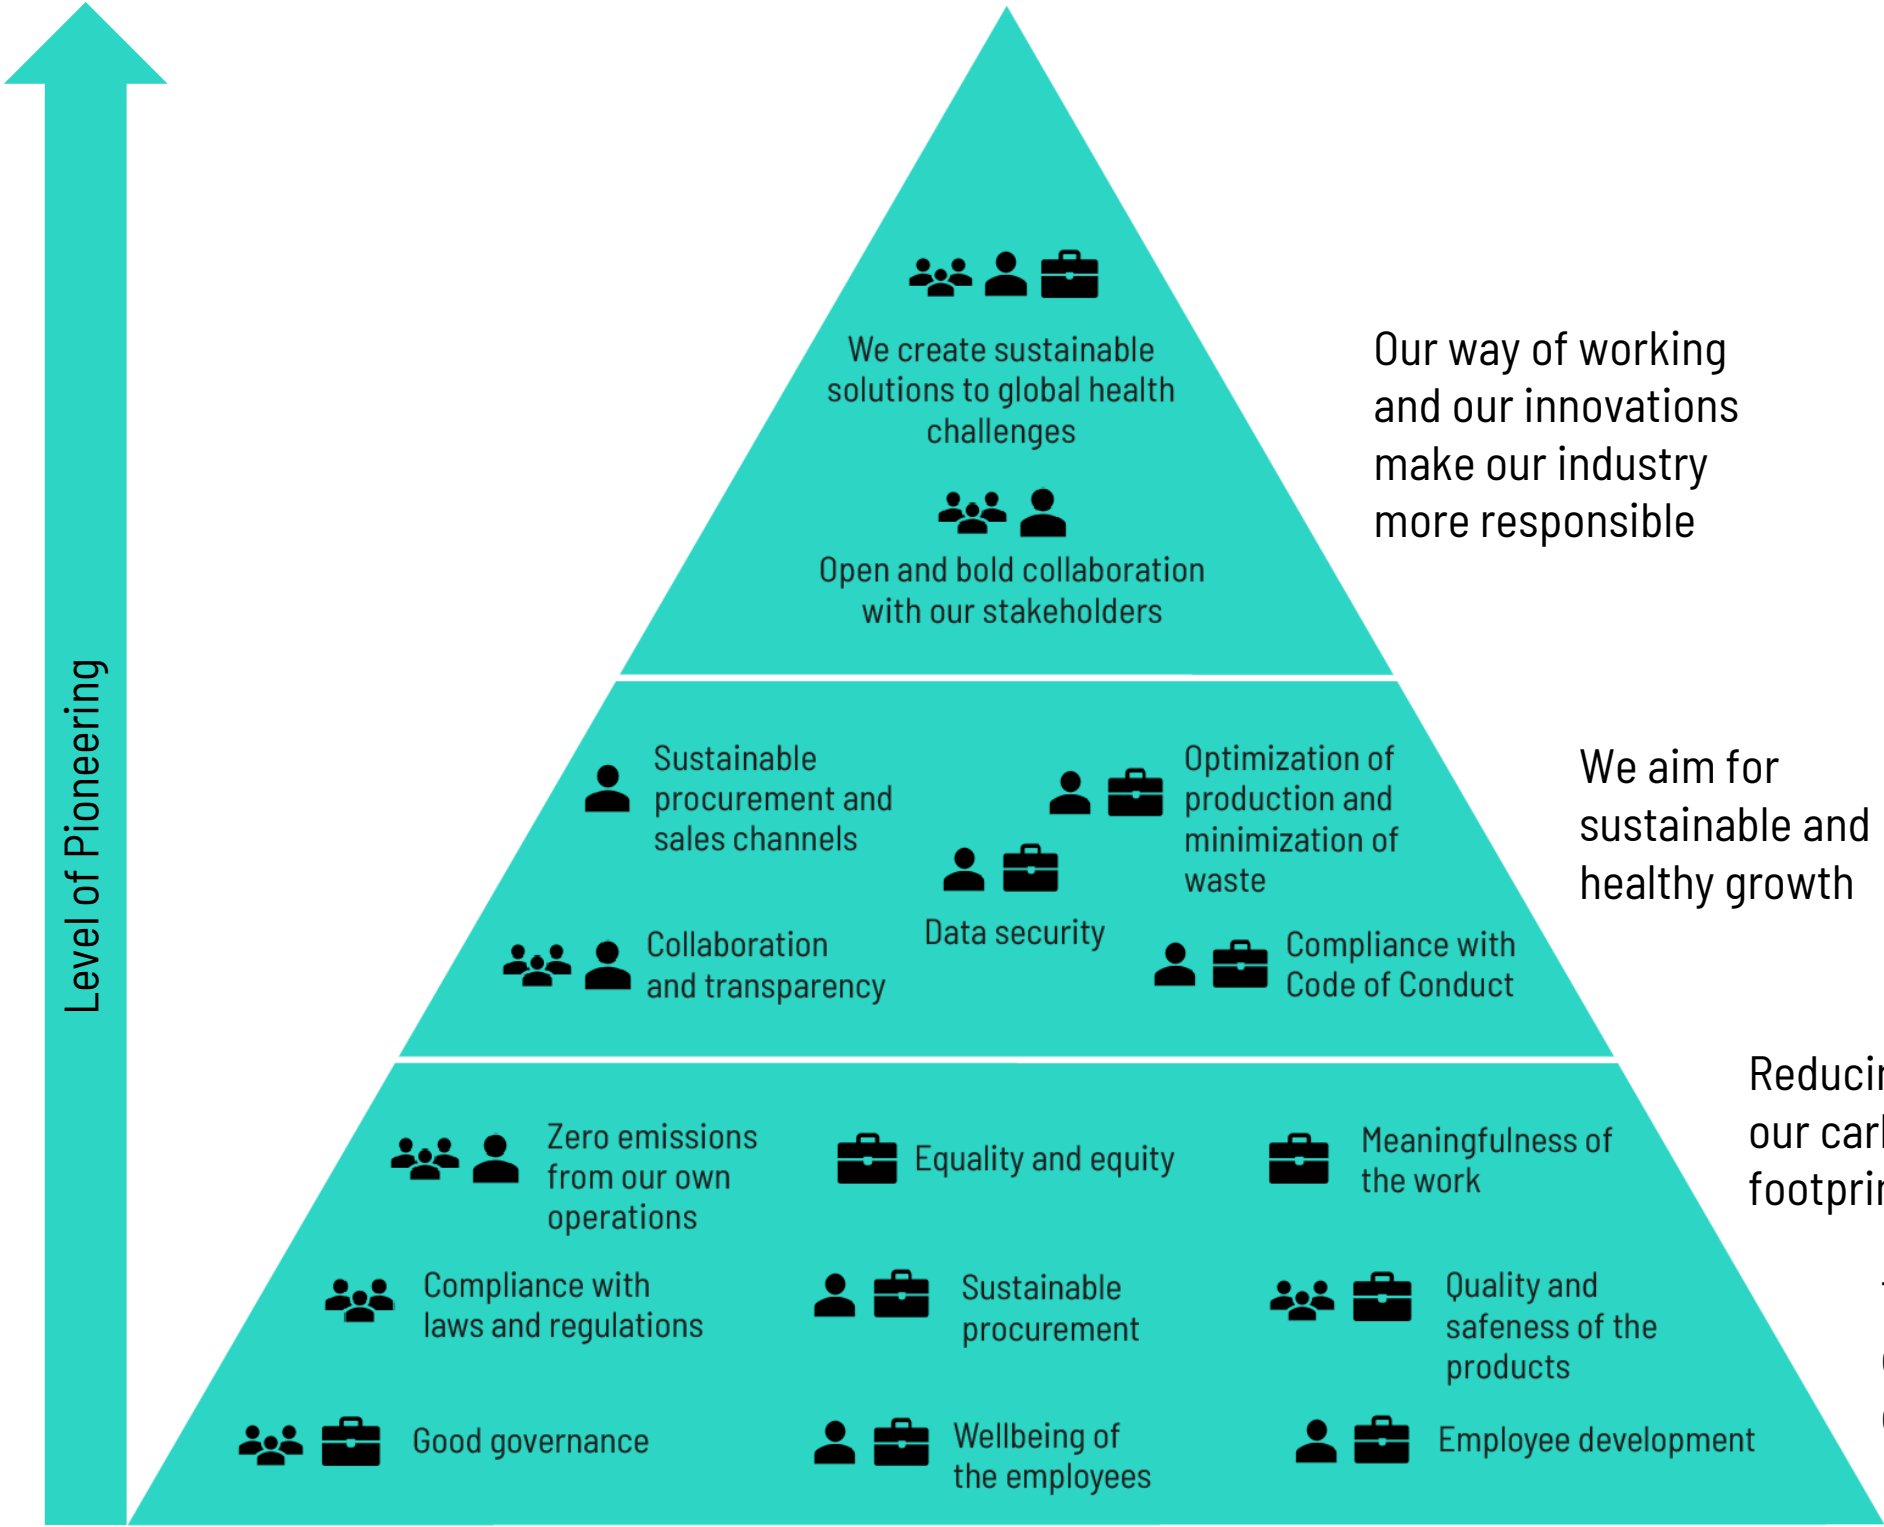 Level of Pioneering
We create sustainable
solutions to global health
challenges
Open and bold collaboration
with our stakeholders
Our way of working
and our innovations
make our industry
more responsible
Sustainable
procurement and
sales channels
Optimization of
production and
minimization of
waste
Data security
Collaboration
and transparency
Compliance with
Code of Conduct
We aim for
sustainable and
healthy growth
Zero emissions
from our own
operations
Equality and equity
Meaningfulness of
the work
our
Compliance with
laws and regulations
Sustainable
procurement
Quality and
safeness of the
products
Good governance
Wellbeing of
the employees
Employee development